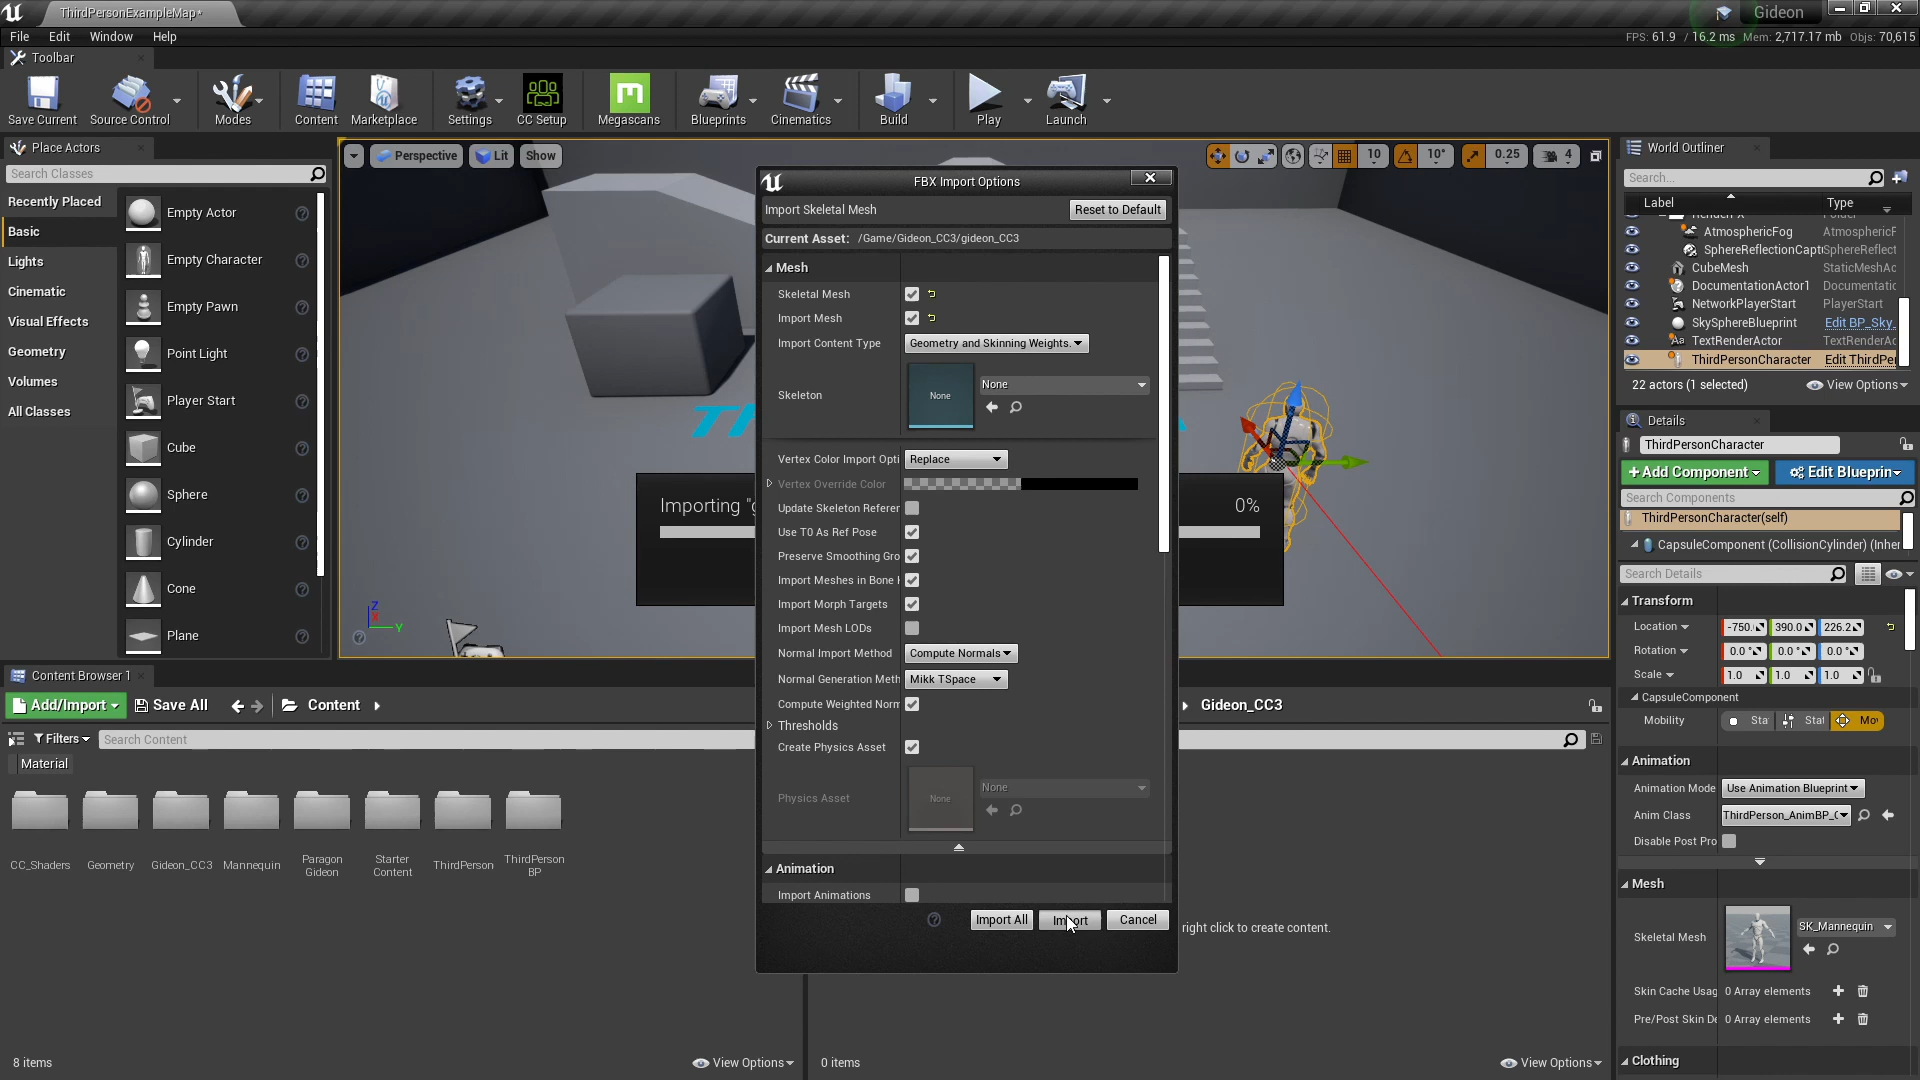 ThirdPersonExampleMap*
Gideon
File Edit Window Help
FPS: 61.9 / 16.2 ms Mem: 2,717.17 mb Objs: 70,615
Toolbar
Save Current
Source Control
Modes
Content
Marketplace
Settings
CC Setup
Megascans
Blueprints
Cinematics
Build
Play
Launch
Place Actors
Search Classes
Recently Placed
Basic
Lights
Cinematic
Visual Effects
Geometry
Volumes
All Classes
Empty Actor
Empty Character
Empty Pawn
Point Light
Player Start
Cube
Sphere
Cylinder
Cone
Plane
Perspective
Lit
Show
10
10°
0.25
4
Z
X
Y
Importing "g
0%
FBX Import Options
Import Skeletal Mesh
Reset to Default
Current Asset: /Game/Gideon_CC3/gideon_CC3
Mesh
Skeletal Mesh
Import Mesh
Import Content Type
Geometry and Skinning Weights.
Skeleton
None
None
Vertex Color Import Opti
Replace
Vertex Override Color
Update Skeleton Referer
Use T0 As Ref Pose
Preserve Smoothing Gro
Import Meshes in Bone
Import Morph Targets
Import Mesh LODs
Normal Import Method
Compute Normals
Normal Generation Meth
Mikk TSpace
Compute Weighted Norm
Thresholds
Create Physics Asset
Physics Asset
None
None
Animation
Import Animations
Import All
Import
Cancel
World Outliner
Search...
Label
Type
RenderFX
Folder
AtmosphericFog
AtmosphericF
SphereReflectionCapt
SphereReflect
CubeMesh
StaticMeshAc
DocumentationActor1
Documentatic
NetworkPlayerStart
PlayerStart
SkySphereBlueprint
Edit BP_Sky_
TextRenderActor
TextRenderAc
ThirdPersonCharacter
Edit ThirdPer
22 actors (1 selected)
View Options
Details
ThirdPersonCharacter
+Add Component
Edit Blueprin
Search Components
ThirdPersonCharacter(self)
CapsuleComponent (CollisionCylinder) (Inher
Search Details
Transform
Location
-750.
390.0
226.2
Rotation
0.0 °
0.0 °
0.0 °
Scale
1.0
1.0
1.0
CapsuleComponent
Mobility
Sta
Stat
Mov
Animation
Animation Mode
Use Animation Blueprint
Anim Class
ThirdPerson_AnimBP_C
Disable Post Pro
Mesh
Skeletal Mesh
SK_Mannequin
Skin Cache Usag
0 Array elements
Pre/Post Skin De
0 Array elements
Clothing
Content Browser 1
Add/Import
Save All
Content
Filters
Search Content
Material
CC_Shaders
Geometry
Gideon_CC3
Mannequin
Paragon
Gideon
Starter
Content
ThirdPerson
ThirdPerson
BP
8 items
View Options
Gideon_CC3
right click to create content.
0 items
View Options